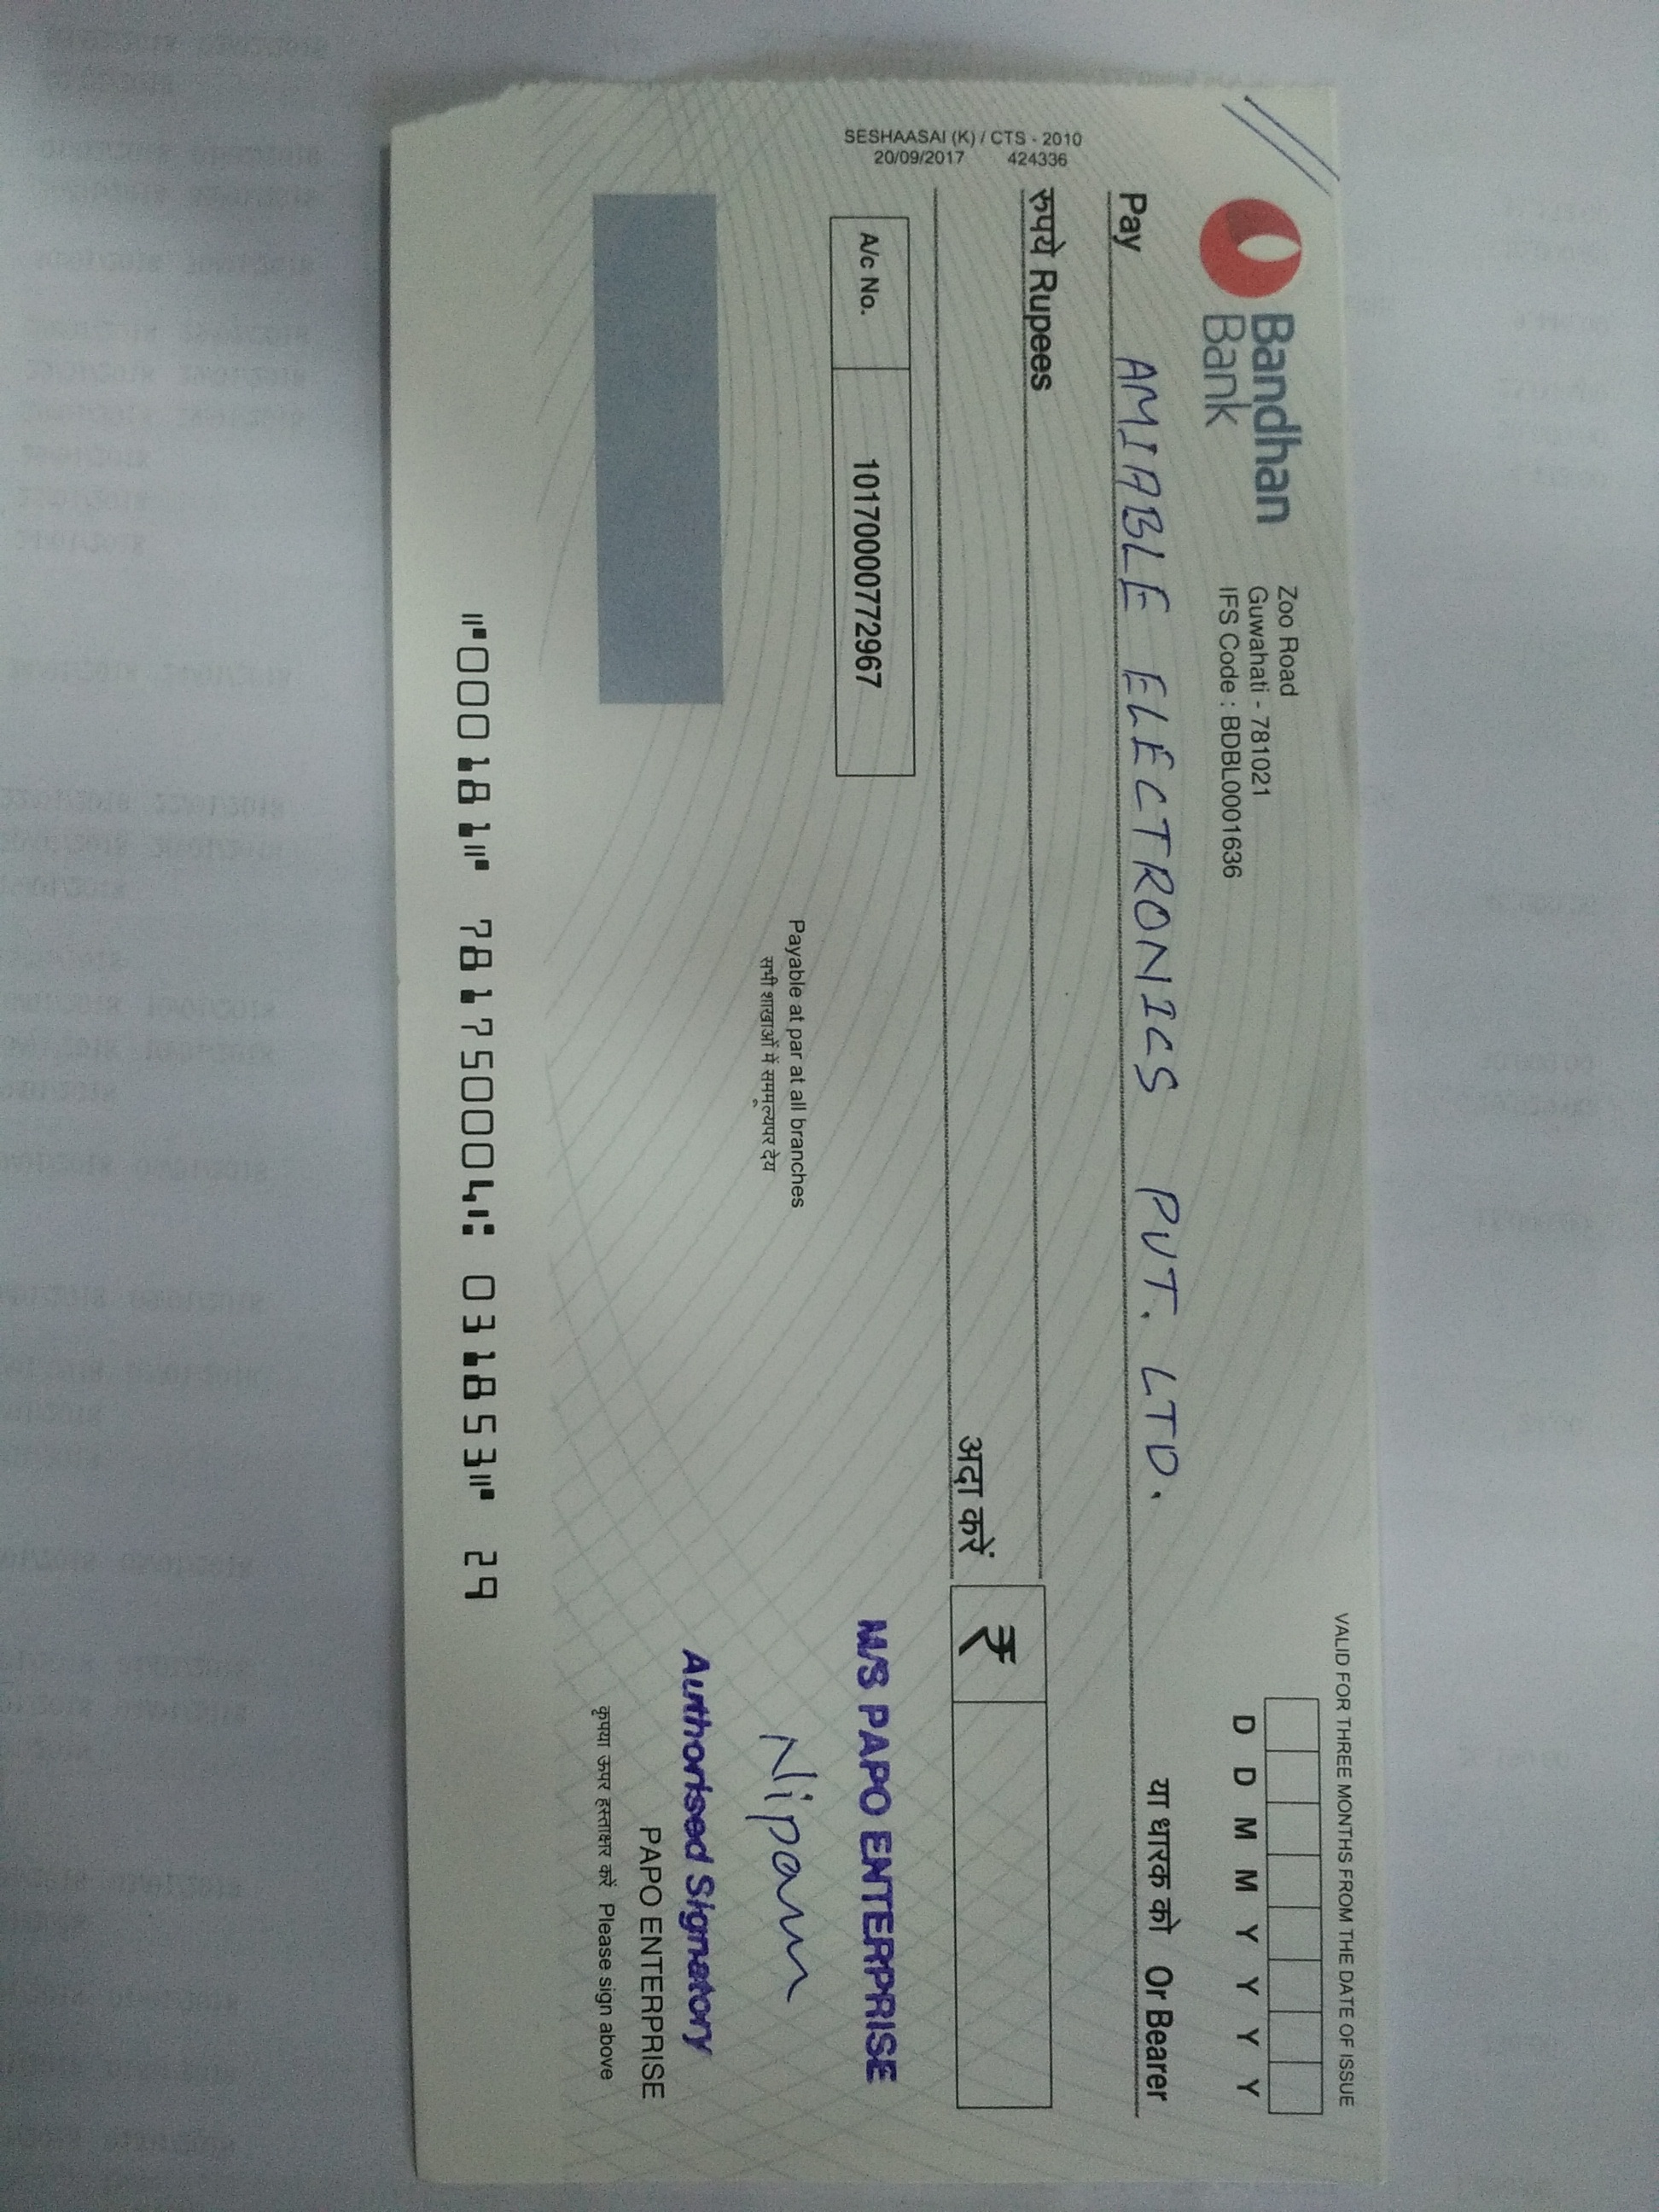 Bandhan
Bank
Zoo Road
Guwahati - 781021
IFS Code : BDBL0001636
VALID FOR THREE MONTHS FROM THE DATE OF ISSUE
D D M M Y Y Y Y
Pay AMIABLE ELECTRONICS PVT. LTD. या धारक को Or Bearer
रुपये Rupees
अदा करें ₹
SESHAASAI (K) / CTS - 2010
20/09/2017 424336
A/c No. 10170000772967
M/S PAPO ENTERPRISE
Payable at par at all branches
सभी शाखाओं में सममूल्यपर देय
Nipam
Authorised Signatory
PAPO ENTERPRISE
कृपया ऊपर हस्ताक्षर करें Please sign above
⑈000181⑈ 781750004⑆ 031853⑈ 29